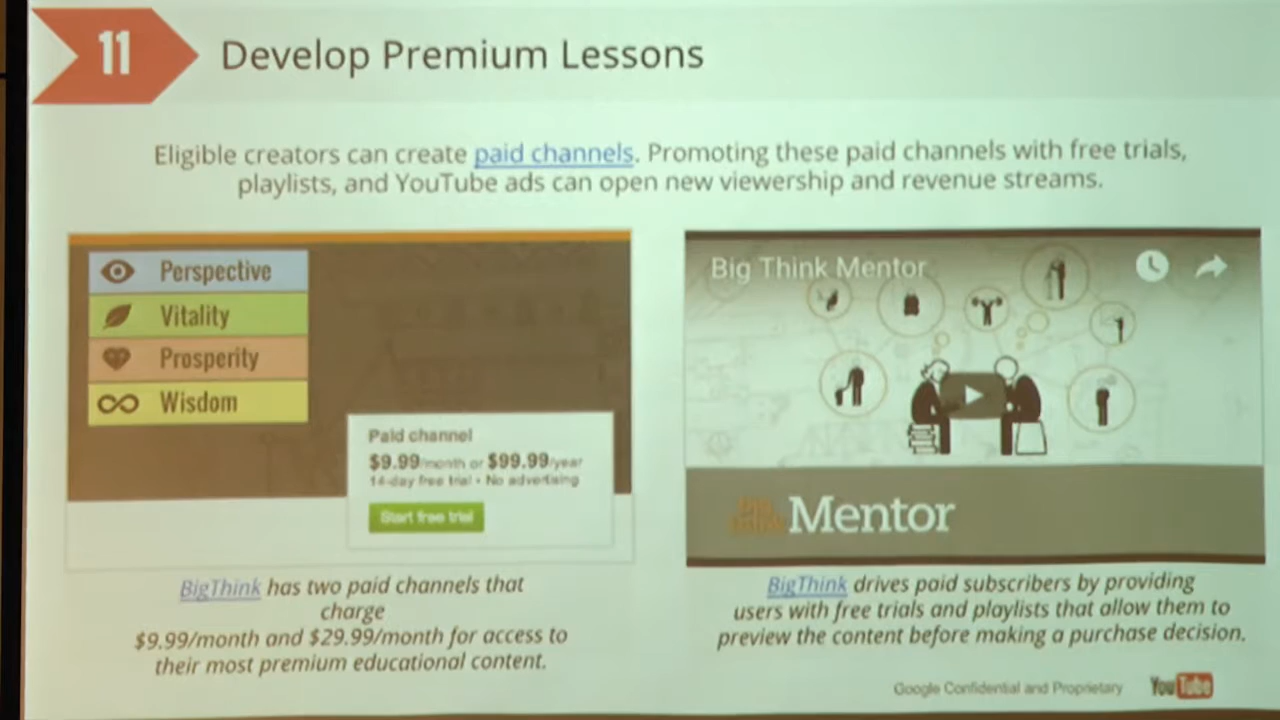 11
Develop Premium Lessons
Eligible creators can create paid channels. Promoting these paid channels with free trials,
playlists, and YouTube ads can open new viewership and revenue streams.
Perspective
Vitality
Prosperity
Wisdom
Paid channel
$9.99/month or $99.99/year
14-day free trial • No advertising
Start free trial
BigThink has two paid channels that
charge
$9.99/month and $29.99/month for access to
their most premium educational content.
Big Think Mentor
Mentor
BigThink drives paid subscribers by providing
users with free trials and playlists that allow them to
preview the content before making a purchase decision.
Google Confidential and Proprietary
YouTube